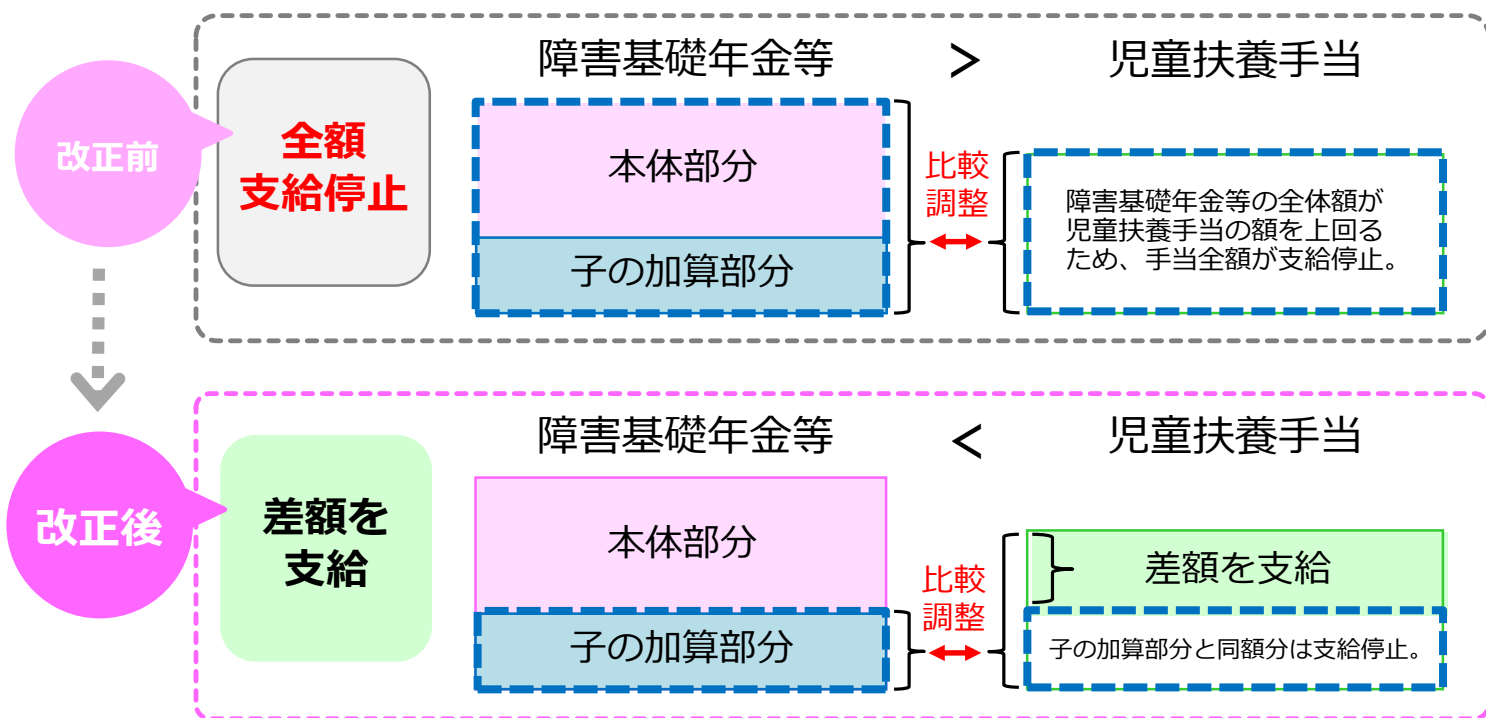 障害基礎年金等 > 児童扶養手当
改正前
全額
支給停止
本体部分
子の加算部分
比較
調整
障害基礎年金等の全体額が
児童扶養手当の額を上回る
ため、手当全額が支給停止。
障害基礎年金等 < 児童扶養手当
改正後
差額を
支給
本体部分
子の加算部分
比較
調整
差額を支給
子の加算部分と同額分は支給停止。